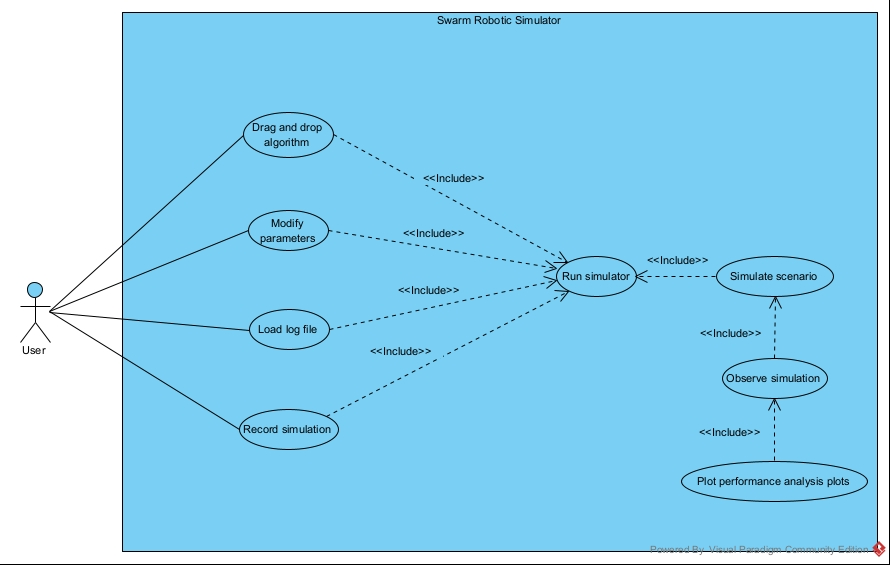 Swarm Robotic Simulator
Drag and drop
algorithm
<<Include>>
Modify
parameters
<<Include>>
<<Include>>
Run simulator
Simulate scenario
<<Include>>
Load log file
<<Include>>
User
<<Include>>
Observe simulation
Record simulation
<<Include>>
Plot performance analysis plots
Powered By Visual Paradigm Community Edition